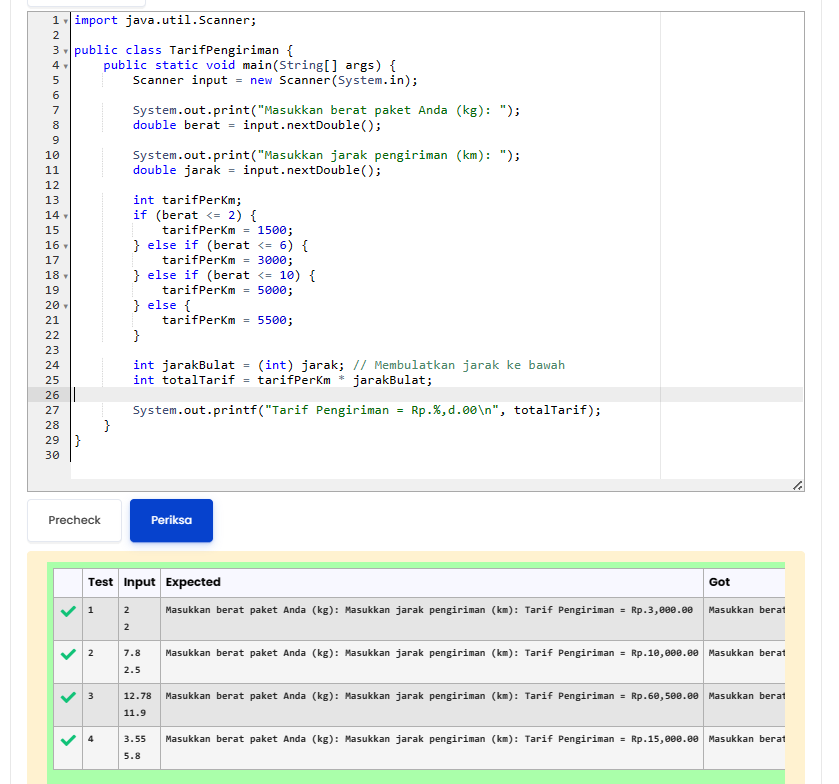 1 import java.util.Scanner;
2
3 public class TarifPengiriman {
4 public static void main(String[] args) {
5 Scanner input = new Scanner(System.in);
6
7 System.out.print("Masukkan berat paket Anda (kg): ");
8 double berat = input.nextDouble();
9
10 System.out.print("Masukkan jarak pengiriman (km): ");
11 double jarak = input.nextDouble();
12
13 int tarifPerKm;
14 if (berat <= 2) {
15 tarifPerKm = 1500;
16 } else if (berat <= 6) {
17 tarifPerKm = 3000;
18 } else if (berat <= 10) {
19 tarifPerKm = 5000;
20 } else {
21 tarifPerKm = 5500;
22 }
23
24 int jarakBulat = (int) jarak; // Membulatkan jarak ke bawah
25 int totalTarif = tarifPerKm * jarakBulat;
26
27 System.out.printf("Tarif Pengiriman = Rp.%,d.00\n", totalTarif);
28 }
29 }
30
Precheck Periksa
Test Input Expected Got
1 2 Masukkan berat paket Anda (kg): Masukkan jarak pengiriman (km): Tarif Pengiriman = Rp.3,000.00 Masukkan berat
2
2 7.8 Masukkan berat paket Anda (kg): Masukkan jarak pengiriman (km): Tarif Pengiriman = Rp.10,000.00 Masukkan berat
2.5
3 12.78 Masukkan berat paket Anda (kg): Masukkan jarak pengiriman (km): Tarif Pengiriman = Rp.60,500.00 Masukkan berat
11.9
4 3.55 Masukkan berat paket Anda (kg): Masukkan jarak pengiriman (km): Tarif Pengiriman = Rp.15,000.00 Masukkan berat
5.8